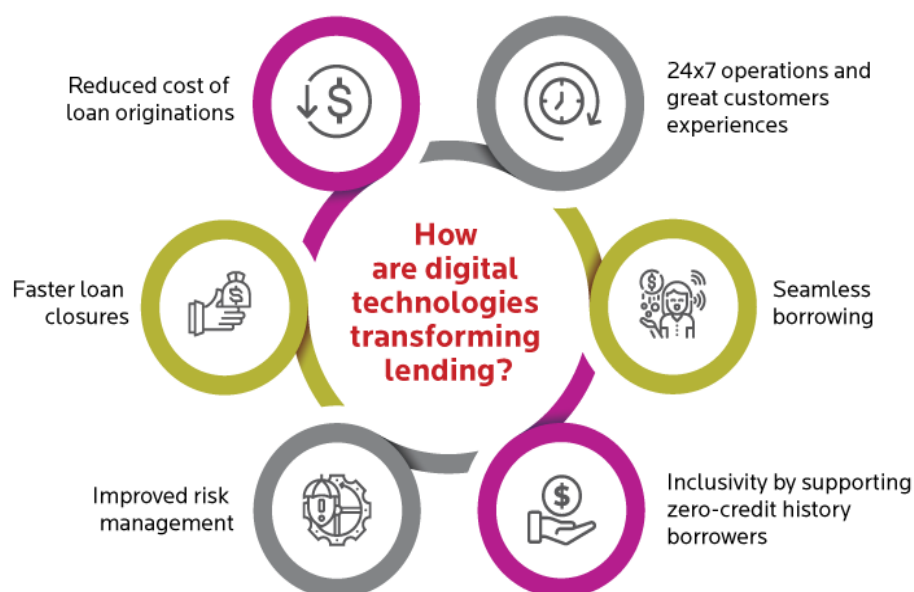 Reduced cost of
loan originations
24x7 operations and
great customers
experiences
How
are digital
technologies
transforming
lending?
Faster loan
closures
Seamless
borrowing
Improved risk
management
Inclusivity by supporting
zero-credit history
borrowers